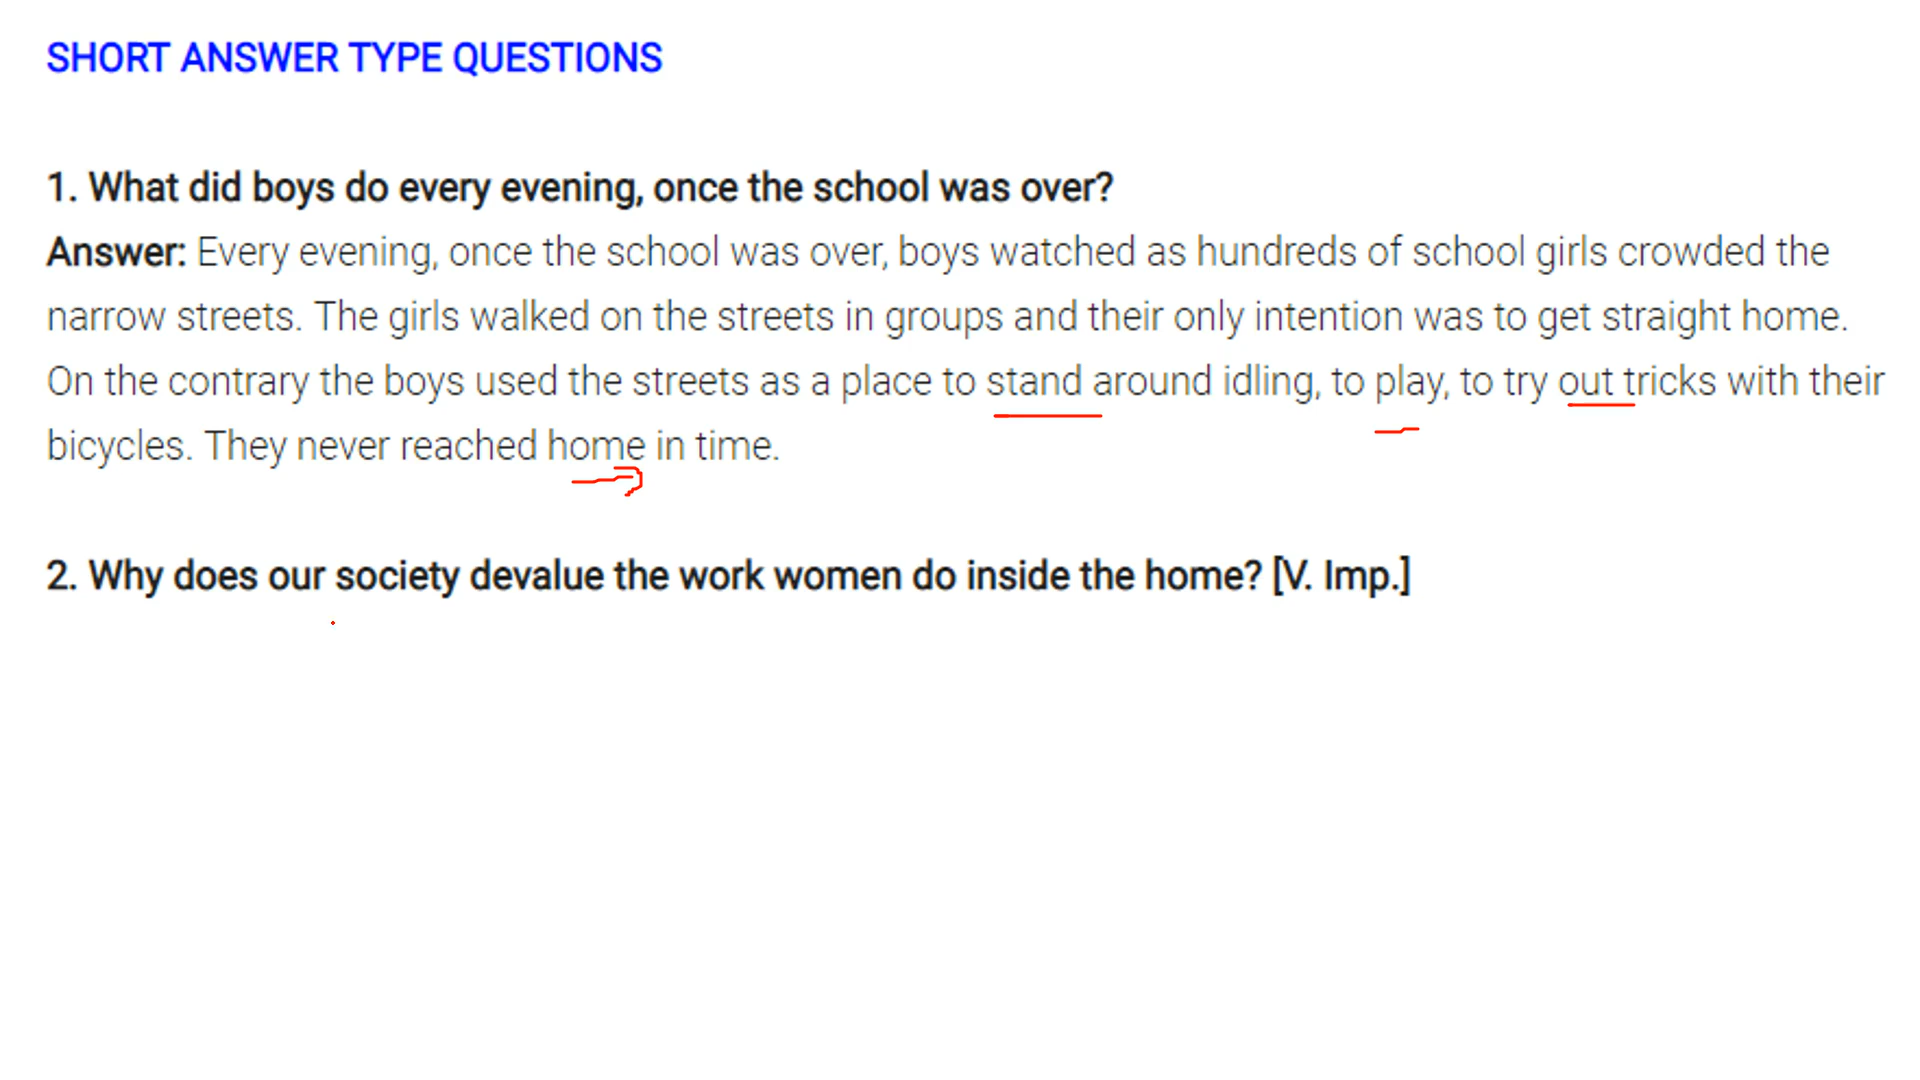 SHORT ANSWER TYPE QUESTIONS
1. What did boys do every evening, once the school was over?
Answer: Every evening, once the school was over, boys watched as hundreds of school girls crowded the
narrow streets. The girls walked on the streets in groups and their only intention was to get straight home.
On the contrary the boys used the streets as a place to stand around idling, to play, to try out tricks with their
bicycles. They never reached home in time.
2. Why does our society devalue the work women do inside the home? [V. Imp.]